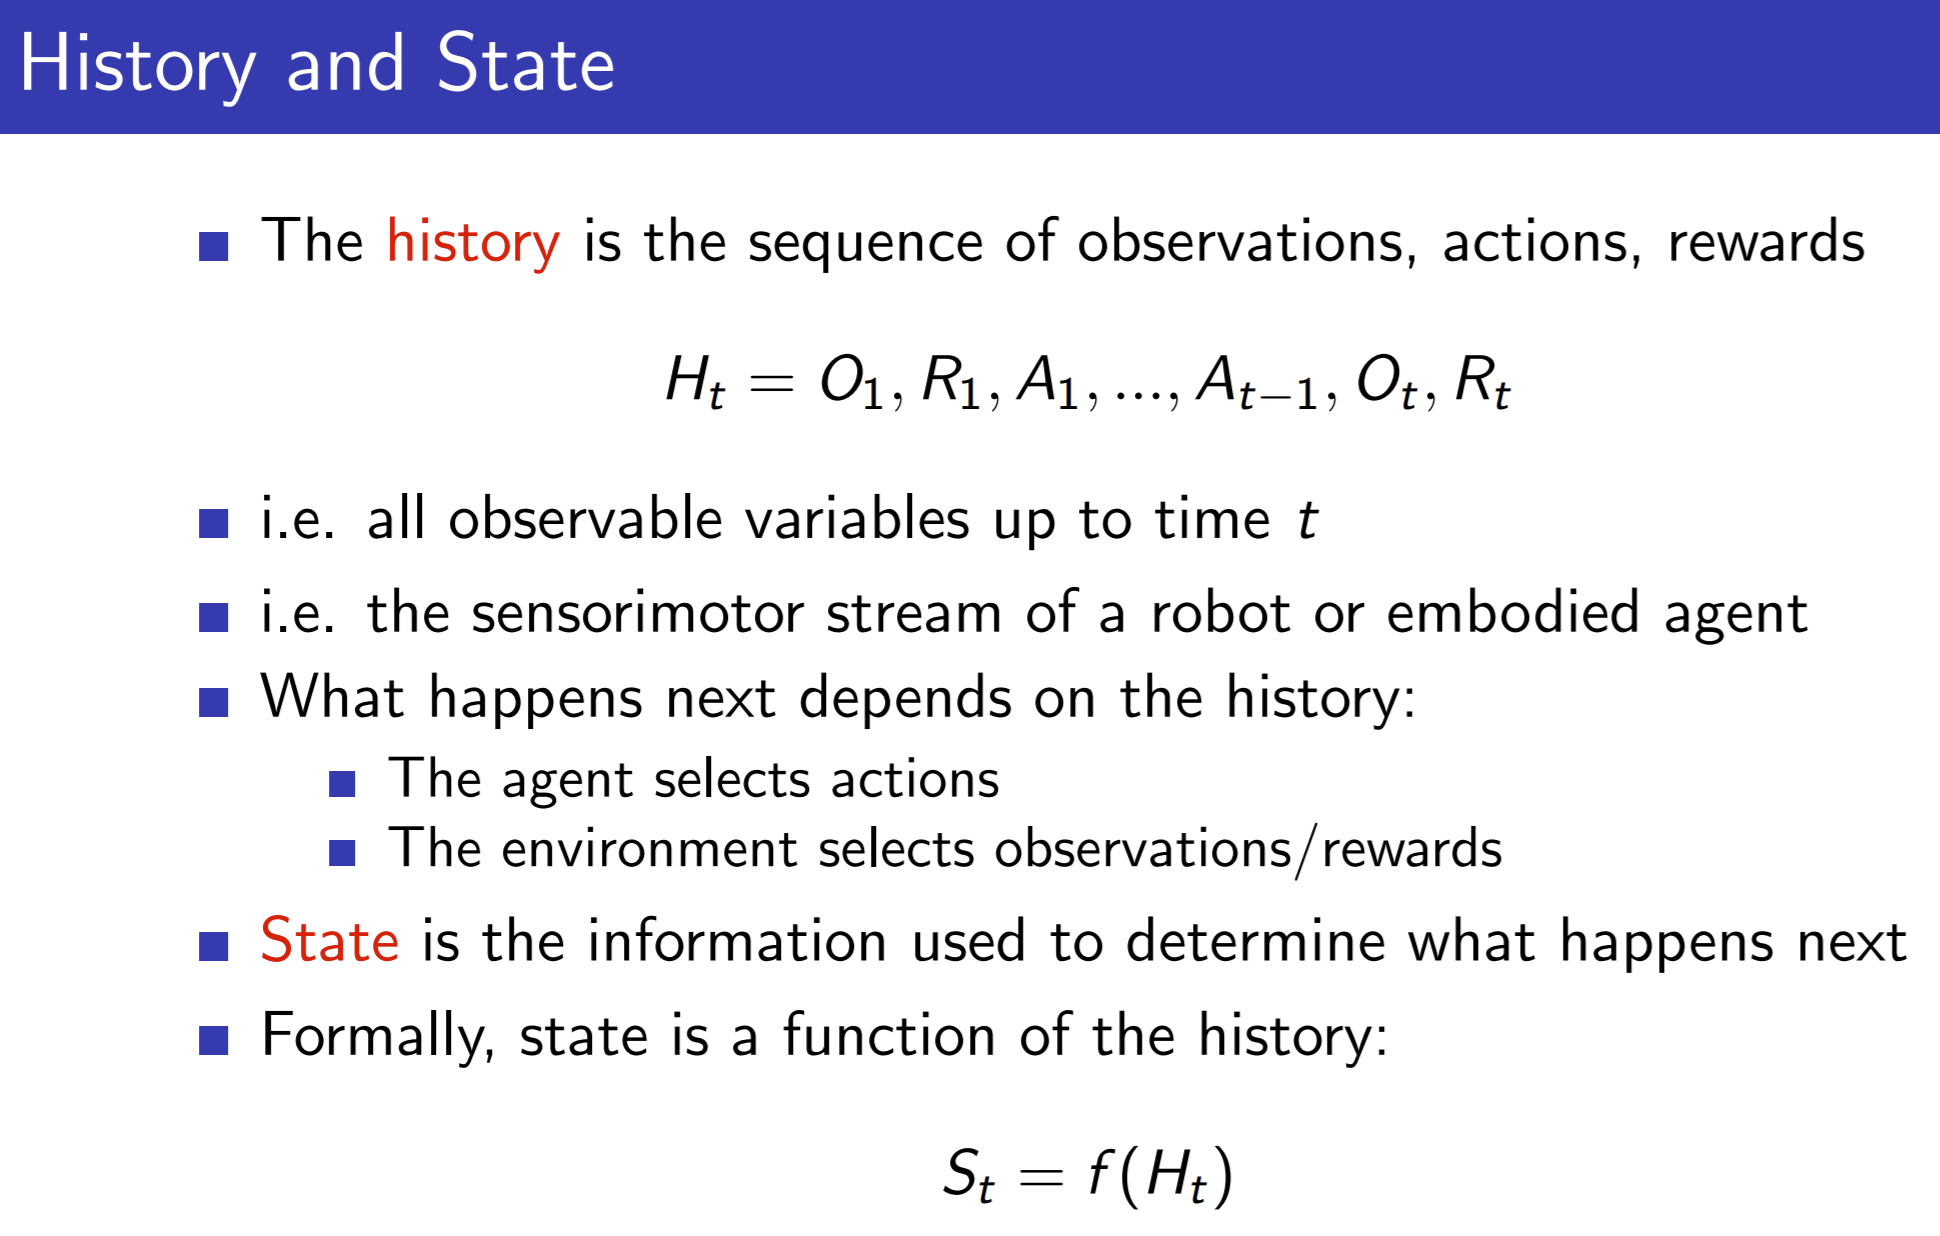 History and State
The history is the sequence of observations, actions, rewards
H_t = O_1, R_1, A_1, ..., A_{t−1}, O_t, R_t
i.e. all observable variables up to time t
i.e. the sensorimotor stream of a robot or embodied agent
What happens next depends on the history:
The agent selects actions
The environment selects observations/rewards
State is the information used to determine what happens next
Formally, state is a function of the history:
S_t = f(H_t)